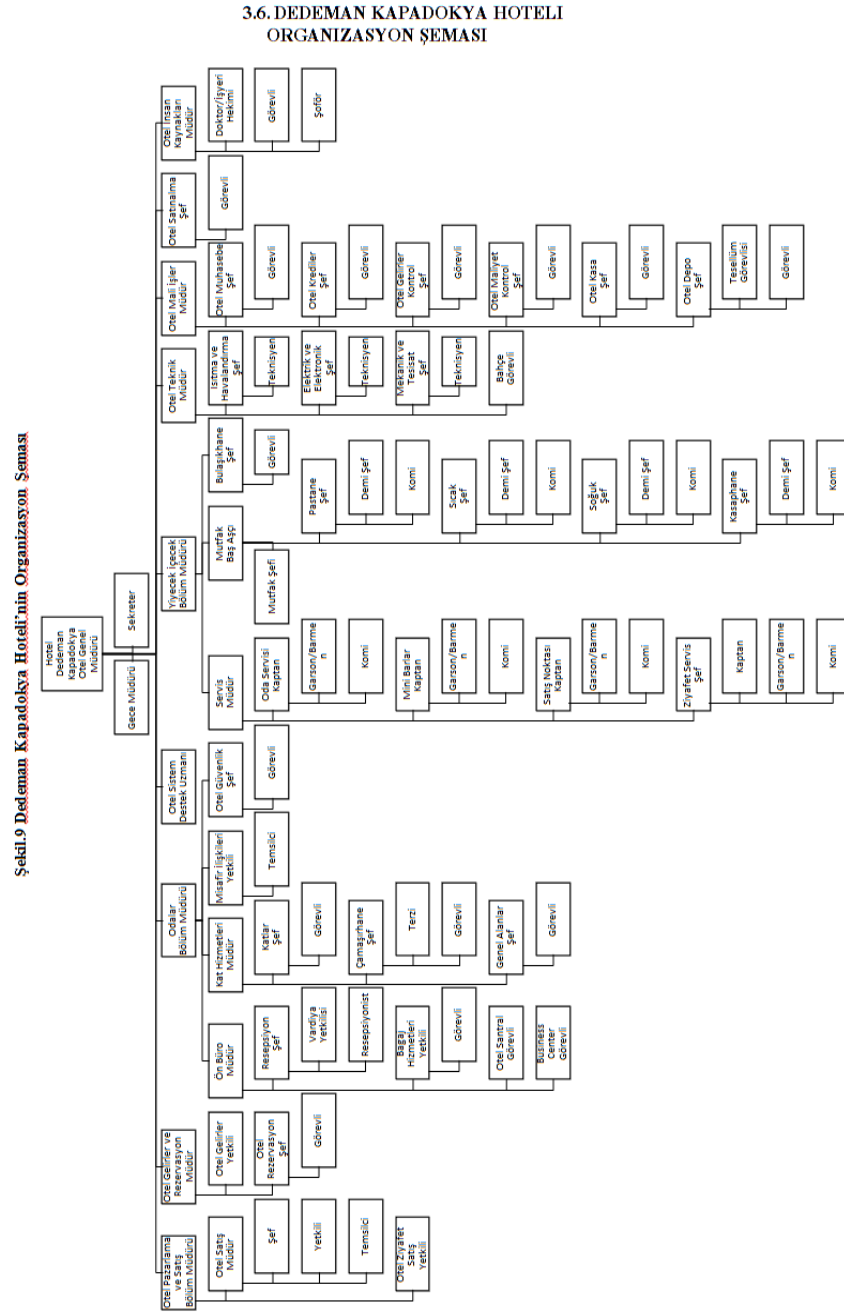 3.6. DEDEMAN KAPADOKYA HOTELI
ORGANIZASYON ŞEMASI
Şekil.9 Dedeman Kapadokya Hoteli'nin Organizasyon Şeması
Hotel
Dedeman
Kapadokya
Otel Genel
Müdürü
Gece Müdürü
Sekreter
Otel Pazarlama
ve Satış
Bölüm Müdürü
Otel Satış
Müdür
Şef
Yetkili
Temsilci
Otel Ziyafet
Satış
Yetkili
Otel Gelirler ve
Rezervasyon
Müdür
Otel Gelirler
Yetkili
Otel
Rezervasyon
Şef
Görevli
Odalar
Bölüm Müdürü
Ön Büro
Müdür
Resepsiyon
Şef
Vardiya
Yetkilisi
Resepsiyonist
Bagaj
Hizmetleri
Yetkili
Görevli
Otel Santral
Görevli
Business
Center
Görevli
Kat Hizmetleri
Müdür
Katlar
Şef
Görevli
Çamaşırhane
Şef
Terzi
Görevli
Genel Alanlar
Şef
Görevli
Misafir İlişkileri
Yetkili
Temsilci
Otel Güvenlik
Şef
Görevli
Otel Sistem
Destek Uzmanı
Yiyecek İçecek
Bölüm Müdürü
Servis
Müdür
Oda Servisi
Kaptan
Garson/Barme
n
Komi
Mini Barlar
Kaptan
Garson/Barme
n
Komi
Satış Noktası
Kaptan
Garson/Barme
n
Komi
Ziyafet Servis
Şef
Kaptan
Garson/Barme
n
Komi
Mutfak
Baş Aşçı
Mutfak Şefi
Pastane
Şef
Demi Şef
Komi
Sıcak
Şef
Demi Şef
Komi
Soğuk
Şef
Demi Şef
Komi
Kasaphane
Şef
Demi Şef
Komi
Bulaşıkhane
Şef
Görevli
Otel Teknik
Müdür
Isıtma ve
Havalandırma
Şef
Teknisyen
Elektrik ve
Elektronik
Şef
Teknisyen
Mekanik ve
Tesisat
Şef
Teknisyen
Bahçe
Görevli
Otel Mali İşler
Müdür
Otel Muhasebe
Şef
Görevli
Otel Krediler
Şef
Görevli
Otel Gelirler
Kontrol
Şef
Görevli
Otel Maliyet
Kontrol
Şef
Görevli
Otel Kasa
Şef
Görevli
Otel Depo
Şef
Tesellüm
Görevlisi
Görevli
Otel Satınalma
Şef
Görevli
Otel İnsan
Kaynakları
Müdür
Doktor/İşyeri
Hekimi
Görevli
Şoför